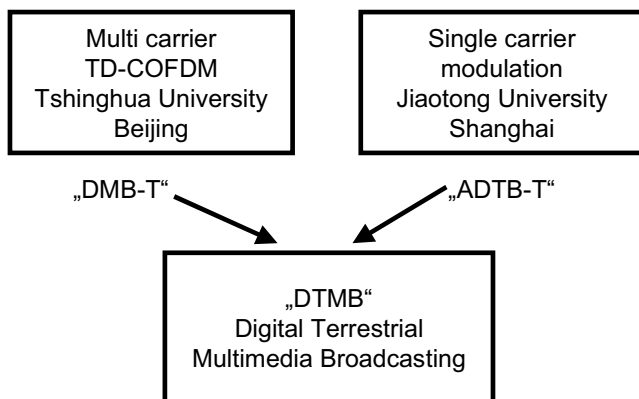 Multi carrier
TD-COFDM
Tshinghua University
Beijing
Single carrier
modulation
Jiaotong University
Shanghai
„DMB-T“
„ADTB-T“
„DTMB“
Digital Terrestrial
Multimedia Broadcasting